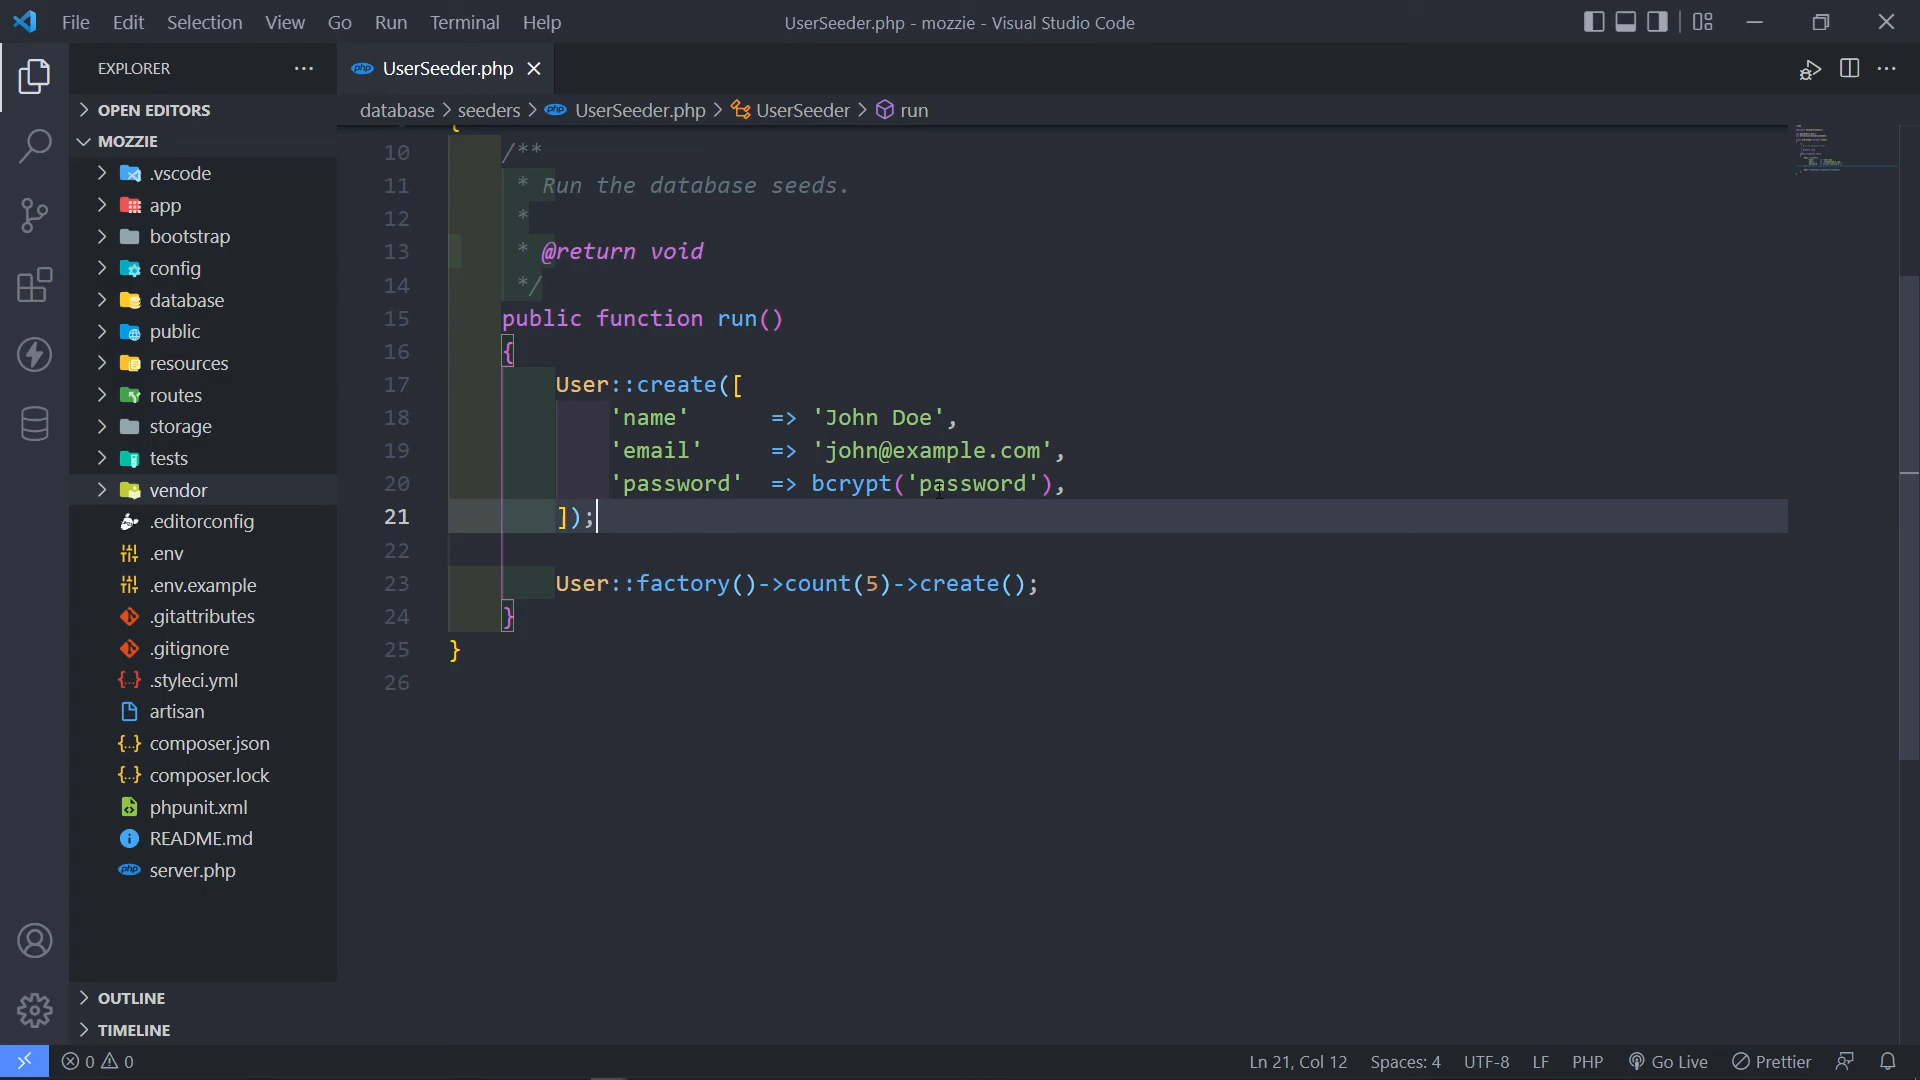 File Edit Selection View Go Run Terminal Help
UserSeeder.php - mozzie - Visual Studio Code
EXPLORER
OPEN EDITORS
MOZZIE
.vscode
app
bootstrap
config
database
public
resources
routes
storage
tests
vendor
.editorconfig
.env
.env.example
.gitattributes
.gitignore
.styleci.yml
artisan
composer.json
composer.lock
phpunit.xml
README.md
server.php
OUTLINE
TIMELINE
php UserSeeder.php
database > seeders > php UserSeeder.php > UserSeeder > run
{
10 /**
11 * Run the database seeds.
12 *
13 * @return void
14 */
15 public function run()
16 {
17 User::create([
18 'name' => 'John Doe',
19 'email' => 'john@example.com',
20 'password' => bcrypt('password'),
21 ]);
22
23 User::factory()->count(5)->create();
24 }
25 }
26
0 0
Ln 21, Col 12 Spaces: 4 UTF-8 LF PHP Go Live Prettier